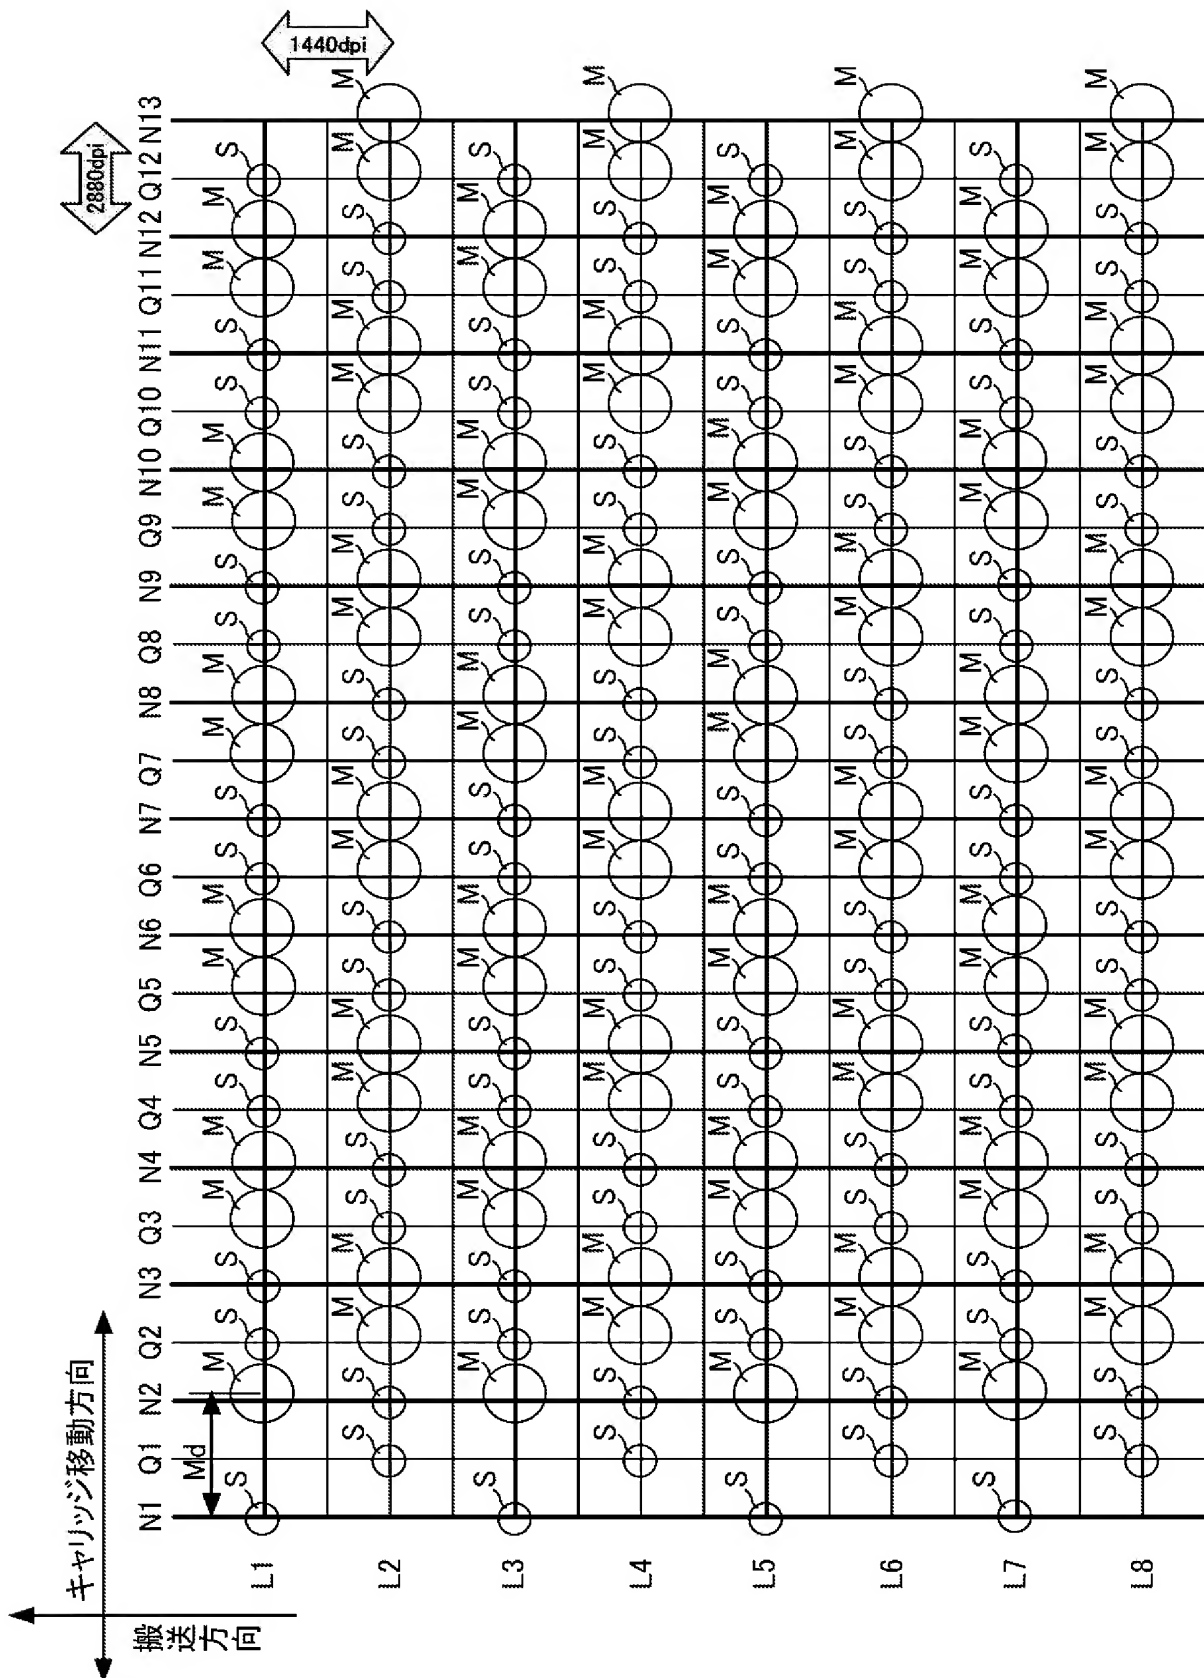 キャリッジ移動方向
搬送方向
2880dpi
1440dpi
N1 Q1 N2 Q2 N3 Q3 N4 Q4 N5 Q5 N6 Q6 N7 Q7 N8 Q8 N9 Q9 N10 Q10 N11 Q11 N12 Q12 N13
Md
L1 S M S S M M S S M M S S M M S S M M S S M M S
L2 S S M M S S M M S S M M S S M M S S M M S S M M
L3 S M S S M M S S M M S S M M S S M M S S M M S
L4 S S M M S S M M S S M M S S M M S S M M S S M M
L5 S M S S M M S S M M S S M M S S M M S S M M S
L6 S S M M S S M M S S M M S S M M S S M M S S M M
L7 S M S S M M S S M M S S M M S S M M S S M M S
L8 S S M M S S M M S S M M S S M M S S M M S S M M